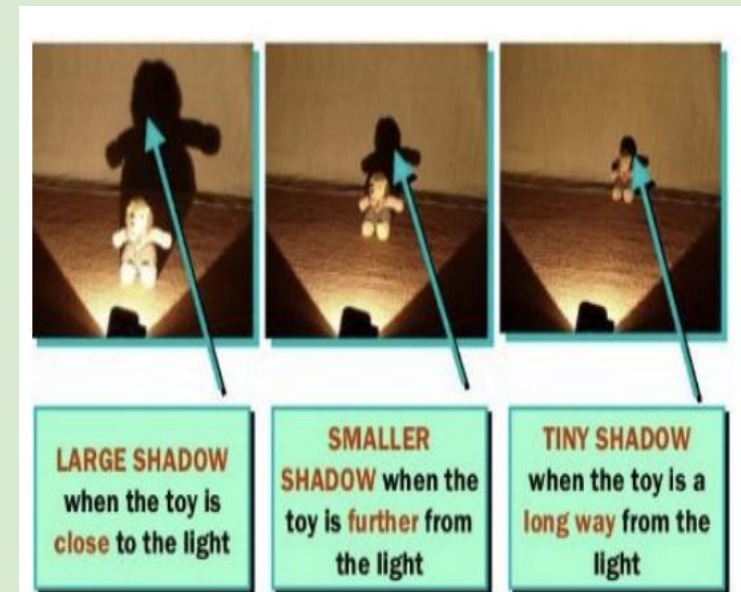 LARGE SHADOW
when the toy is
close to the light
SMALLER
SHADOW when the
toy is further from
the light
TINY SHADOW
when the toy is a
long way from the
light